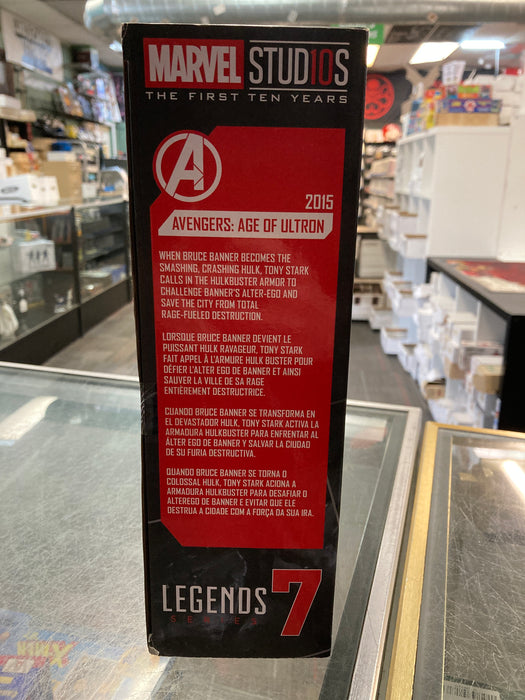 MARVEL STUD10S
THE FIRST TEN YEARS
A
2015
AVENGERS: AGE OF ULTRON
WHEN BRUCE BANNER BECOMES THE
SMASHING, CRASHING HULK, TONY STARK
CALLS IN THE HULKBUSTER ARMOR TO
CHALLENGE BANNER'S ALTER-EGO AND
SAVE THE CITY FROM TOTAL
RAGE-FUELED DESTRUCTION.
LORSQUE BRUCE BANNER DEVIENT LE
PUISSANT HULK RAVAGEUR, TONY STARK
FAIT APPEL À L'ARMURE HULK BUSTER POUR
DÉFIER L'ALTER EGO DE BANNER ET AINSI
SAUVER LA VILLE DE SA RAGE
ENTIÈREMENT DESTRUCTRICE.
CUANDO BRUCE BANNER SE TRANSFORMA EN
EL DEVASTADOR HULK, TONY STARK ACTIVA LA
ARMADURA HULKBUSTER PARA ENFRENTAR AL
ÁLTER EGO DE BANNER Y SALVAR LA CIUDAD
DE SU FURIA DESTRUCTIVA.
QUANDO BRUCE BANNER SE TORNA O
COLOSSAL HULK, TONY STARK ACIONA A
ARMADURA HULKBUSTER PARA DESAFIAR O
ALTEREGO DE BANNER E EVITAR QUE ELE
DESTRUA A CIDADE COM A FORÇA DA SUA IRA.
LEGENDS 7
SERIES